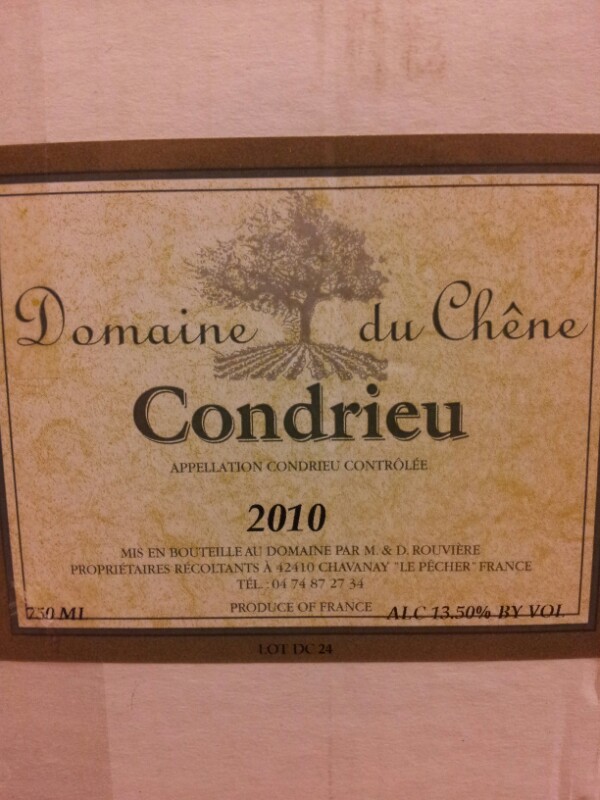 Domaine du Chêne
Condrieu
APPELLATION CONDRIEU CONTRÔLÉE
2010
MIS EN BOUTEILLE AU DOMAINE PAR M. & D. ROUVIÈRE
PROPRIÉTAIRES RÉCOLTANTS À 42410 CHAVANAY "LE PÊCHER" FRANCE
TÉL. : 04 74 87 27 34
750 ML PRODUCE OF FRANCE ALC 13.50% BY VOL
LOT DC 24